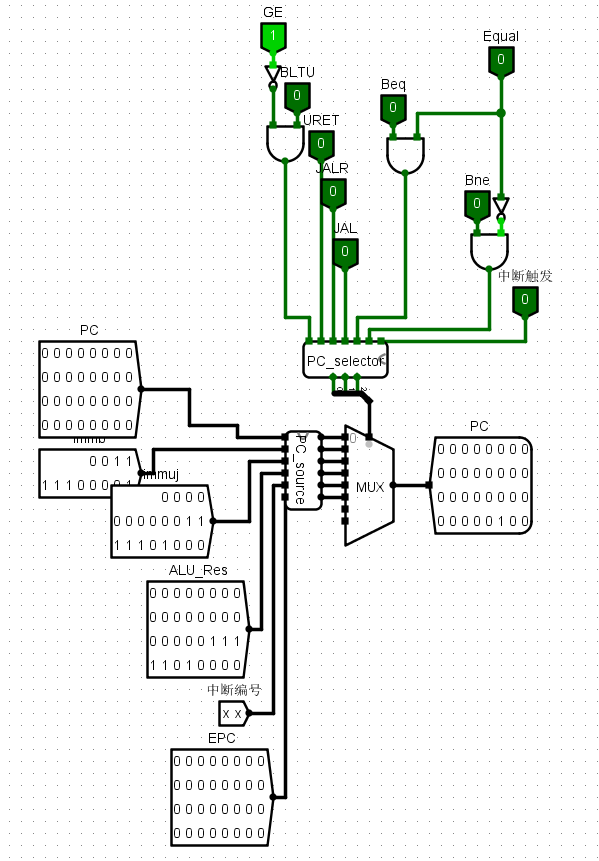 GE
1
Equal
0
BLTU
0
Beq
0
URET
0
JALR
0
Bne
0
JAL
0
中断触发
0
PC
0 0 0 0 0 0 0 0
0 0 0 0 0 0 0 0
0 0 0 0 0 0 0 0
0 0 0 0 0 0 0 0
PC_selector
PC_source
0
MUX
PC
0 0 0 0 0 0 0 0
0 0 0 0 0 0 0 0
0 0 0 0 0 0 0 0
0 0 0 0 0 1 0 0
immb
0 0 1 1
immuj
0 0 0 0
0 0 0 0 0 0 1 1
1 1 1 0 1 0 0 0
ALU_Res
0 0 0 0 0 0 0 0
0 0 0 0 0 0 0 0
0 0 0 0 0 1 1 1
1 1 0 1 0 0 0 0
中断编号
x x
EPC
0 0 0 0 0 0 0 0
0 0 0 0 0 0 0 0
0 0 0 0 0 0 0 0
0 0 0 0 0 0 0 0